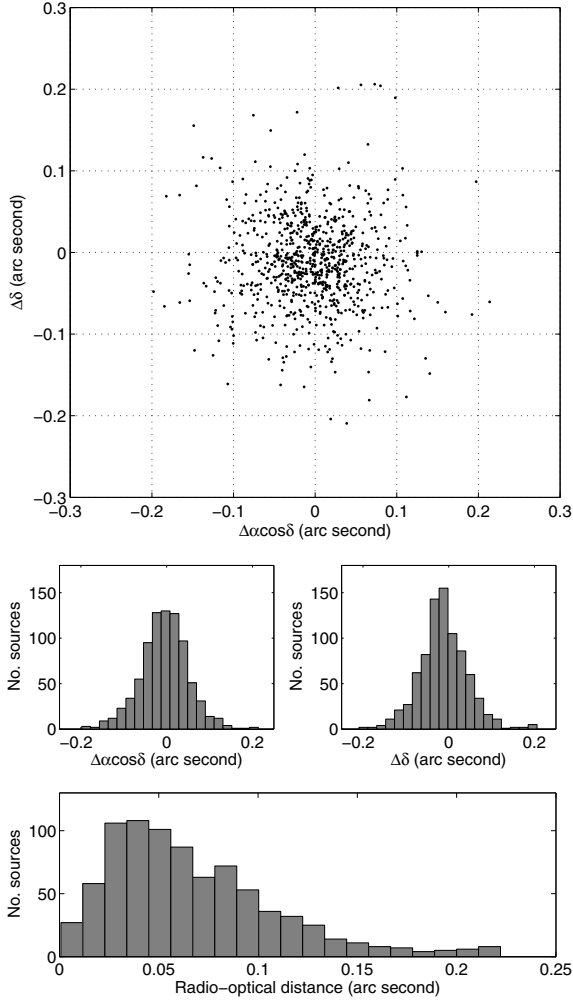 0.3
0.2
0.1
0
−0.1
−0.2
−0.3
Δδ (arc second)
−0.3 −0.2 −0.1 0 0.1 0.2 0.3
Δαcosδ (arc second)
150
100
50
0
No. sources
−0.2 0 0.2
Δαcosδ (arc second)
150
100
50
0
No. sources
−0.2 0 0.2
Δδ (arc second)
100
50
0
No. sources
0 0.05 0.1 0.15 0.2 0.25
Radio−optical distance (arc second)